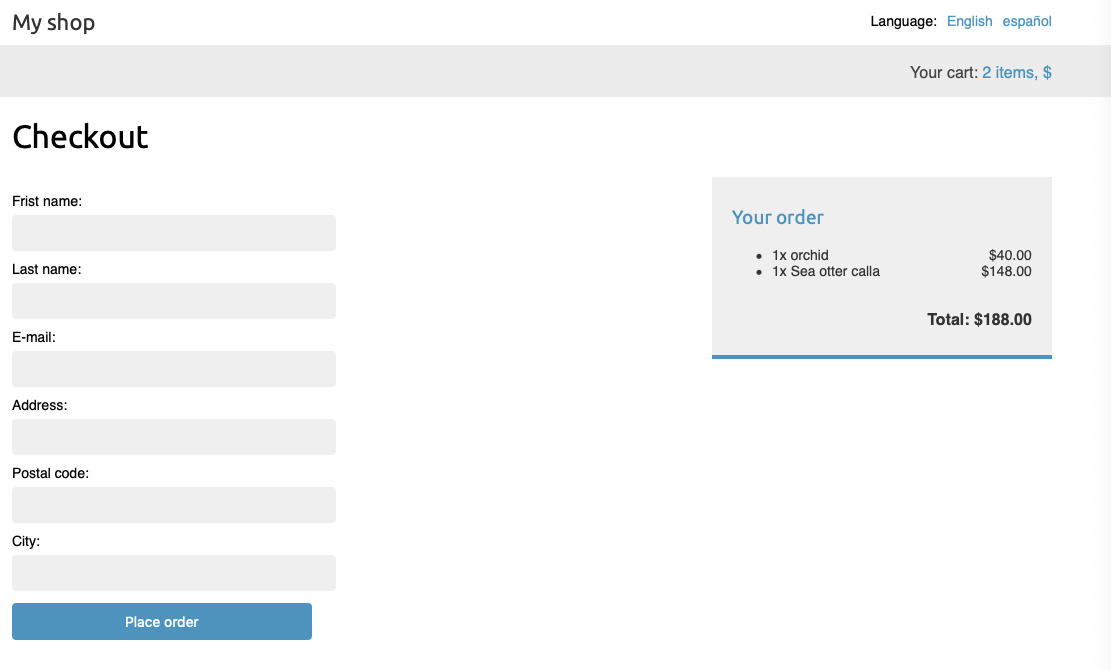 My shop
Language: English español
Your cart: 2 items, $
Checkout
Frist name:
Last name:
E-mail:
Address:
Postal code:
City:
Place order
Your order
1x orchid $40.00
1x Sea otter calla $148.00
Total: $188.00